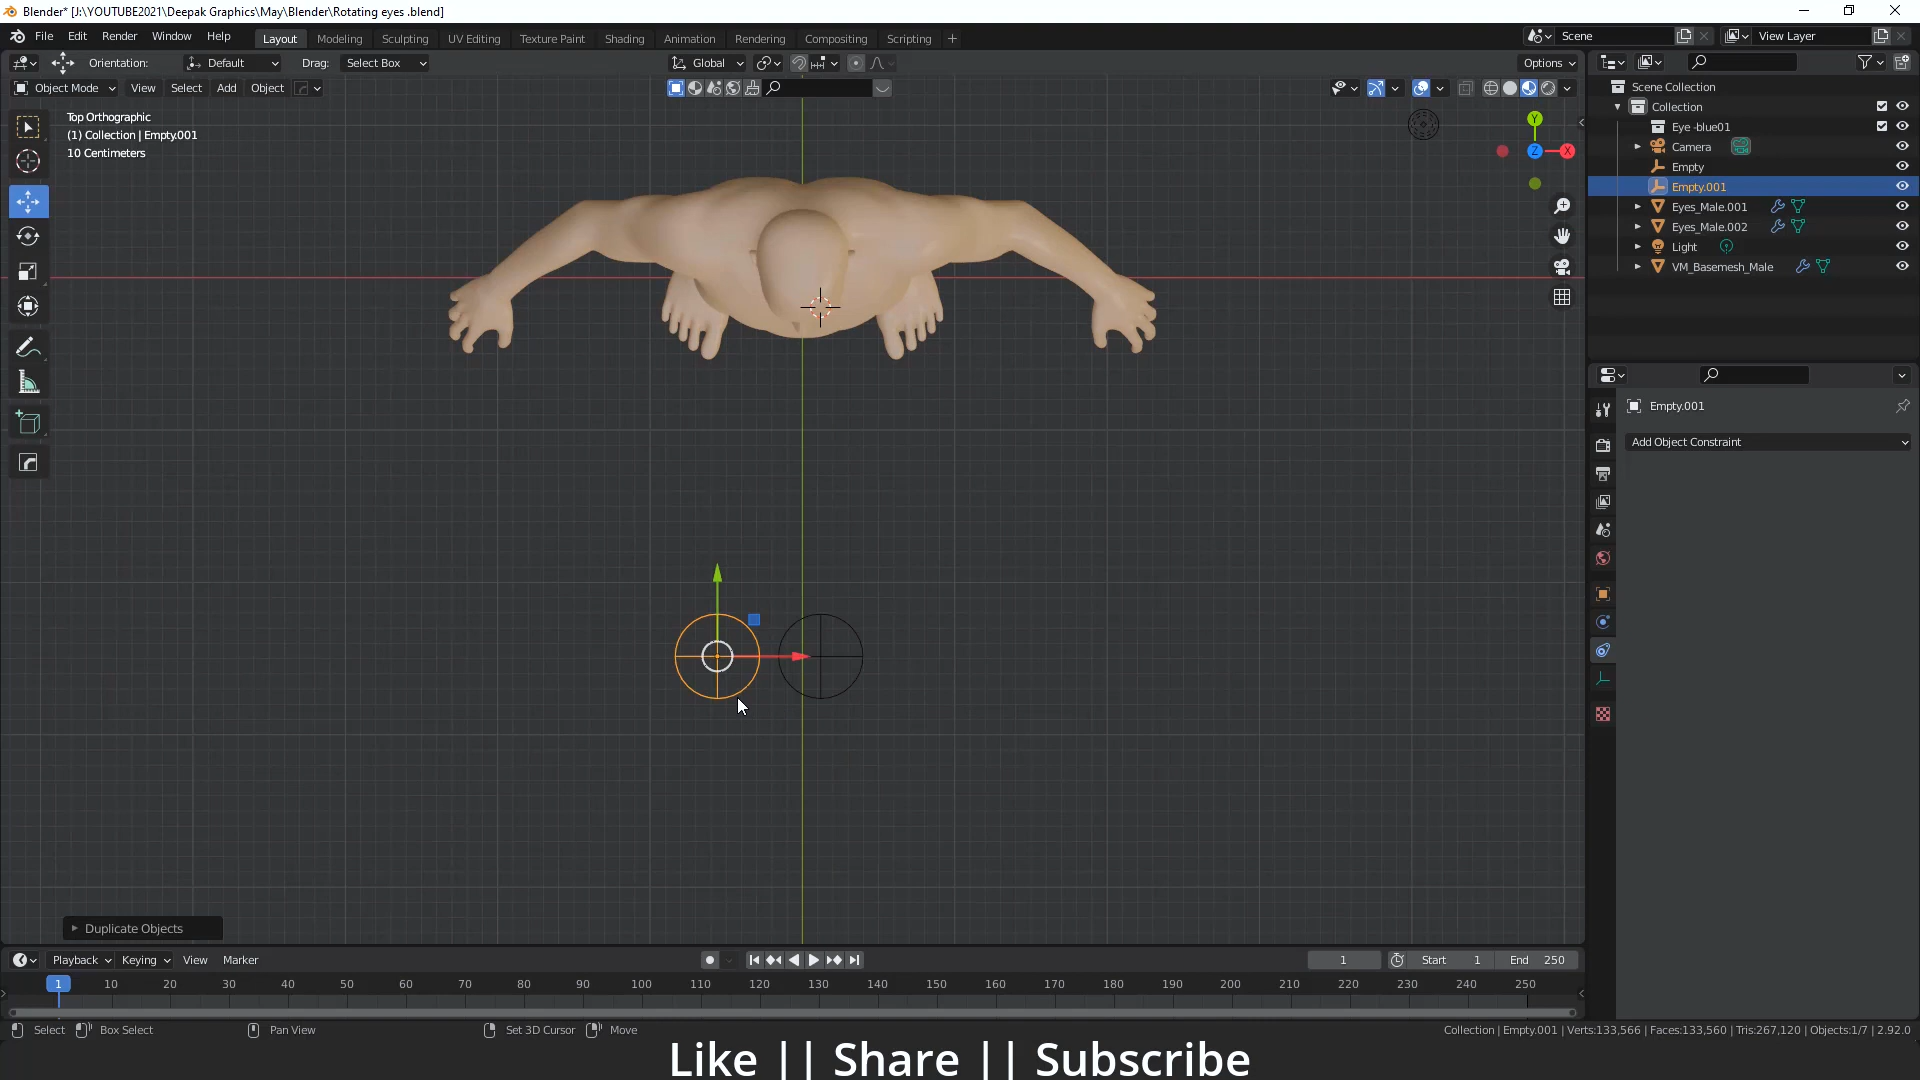 Blender* [J:\YOUTUBE2021\Deepak Graphics\May\Blender\Rotating eyes .blend]
File Edit Render Window Help Layout Modeling Sculpting UV Editing Texture Paint Shading Animation Rendering Compositing Scripting + Scene View Layer
Orientation: Default Drag: Select Box Global Options
Object Mode View Select Add Object
Top Orthographic
(1) Collection | Empty.001
10 Centimeters
Y
Z
X
Scene Collection
Collection
Eye -blue01
Camera
Empty
Empty.001
Eyes_Male.001
Eyes_Male.002
Light
VM_Basemesh_Male
Empty.001
Add Object Constraint
Duplicate Objects
Playback Keying View Marker 1 Start 1 End 250
1 10 20 30 40 50 60 70 80 90 100 110 120 130 140 150 160 170 180 190 200 210 220 230 240 250
Select Box Select Pan View Set 3D Cursor Move Collection | Empty.001 | Verts:133,566 | Faces:133,560 | Tris:267,120 | Objects:1/7 | 2.92.0
Like || Share || Subscribe